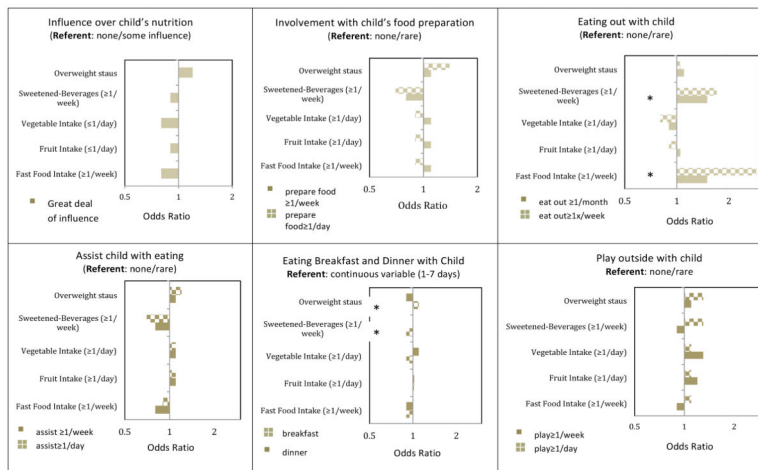 Influence over child's nutrition
(Referent: none/some influence)
Overweight staus
Sweetened-Beverages (≥1/
week)
Vegetable Intake (≤1/day)
Fruit Intake (≤1/day)
Fast Food Intake (≥1/week)
0.5 1 2
Great deal
of influence
Odds Ratio
Involvement with child's food preparation
(Referent: none/rare)
Overweight staus
Sweetened-Beverages (≥1/
week)
Vegetable Intake (≥1/day)
Fruit Intake (≥1/day)
Fast Food Intake (≥1/week)
0.5 1 2
prepare food
≥1/week
prepare
food≥1/day
Odds Ratio
Eating out with child
(Referent: none/rare)
Overweight staus
Sweetened-Beverages (≥1/
week)
*
Vegetable Intake (≥1/day)
Fruit Intake (≥1/day)
Fast Food Intake (≥1/week)
*
0.5 1 2
eat out ≥1/month
eat out≥1x/week
Odds Ratio
Assist child with eating
(Referent: none/rare)
Overweight staus
Sweetened-Beverages (≥1/
week)
Vegetable Intake (≥1/day)
Fruit Intake (≥1/day)
Fast Food Intake (≥1/week)
0.5 1 2
assist ≥1/week
assist≥1/day
Odds Ratio
Eating Breakfast and Dinner with Child
Referent: continuous variable (1-7 days)
Overweight staus
*
Sweetened-Beverages (≥1/
week)
*
Vegetable Intake (≥1/day)
Fruit Intake (≥1/day)
Fast Food Intake (≥1/week)
0.5 1 2
breakfast
dinner
Odds Ratio
Play outside with child
Referent: none/rare
Overweight staus
Sweetened-Beverages (≥1/week)
Vegetable Intake (≥1/day)
Fruit Intake (≥1/day)
Fast Food Intake (≥1/week)
0.5 1 2
play≥1/week
play≥1/day
Odds Ratio